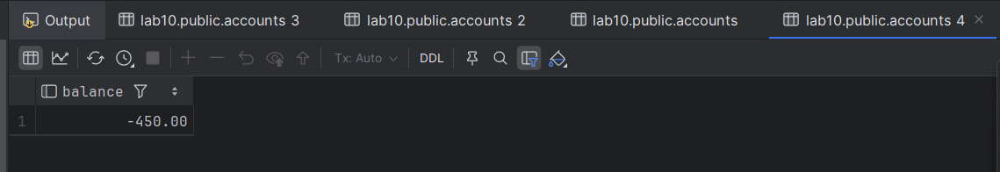 Output lab10.public.accounts 3 lab10.public.accounts 2 lab10.public.accounts lab10.public.accounts 4
Tx: Auto DDL
balance
1 -450.00